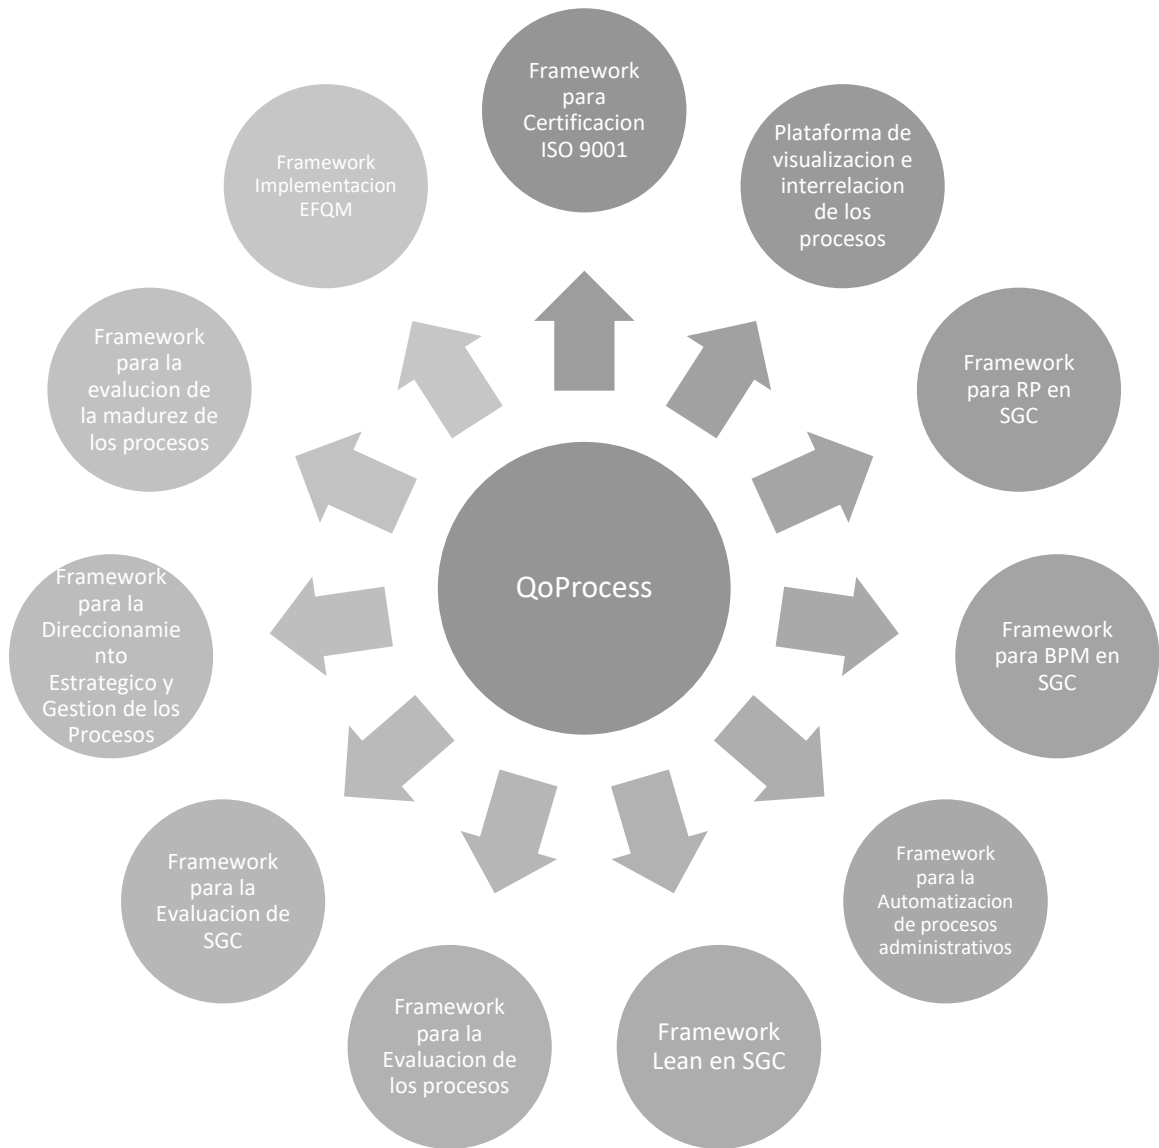 Framework
para
Certificacion
ISO 9001
Plataforma de
visualizacion e
interrelacion
de los
procesos
Framework
para RP en
SGC
Framework
para BPM en
SGC
Framework
para la
Automatizacion
de procesos
administrativos
Framework
Lean en SGC
Framework
para la
Evaluacion de
los procesos
Framework
para la
Evaluacion de
SGC
Framework
para la
Direccionamie
nto
Estrategico y
Gestion de los
Procesos
Framework
para la
evalucion de
la madurez de
los procesos
Framework
Implementacion
EFQM
QoProcess